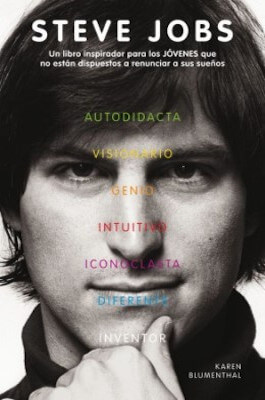 STEVE JOBS
Un libro inspirador para los JÓVENES que
no están dispuestos a renunciar a sus sueños
AUTODIDACTA
VISIONARIO
GENIO
INTUITIVO
ICONOCLASTA
DIFERENTE
INVENTOR
KAREN
BLUMENTHAL